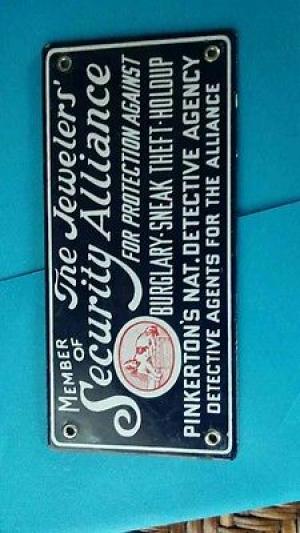 MEMBER OF The Jewelers'
Security Alliance
FOR PROTECTION AGAINST
BURGLARY·SNEAK THEFT·HOLDUP
PINKERTON'S NAT. DETECTIVE AGENCY
DETECTIVE AGENTS FOR THE ALLIANCE